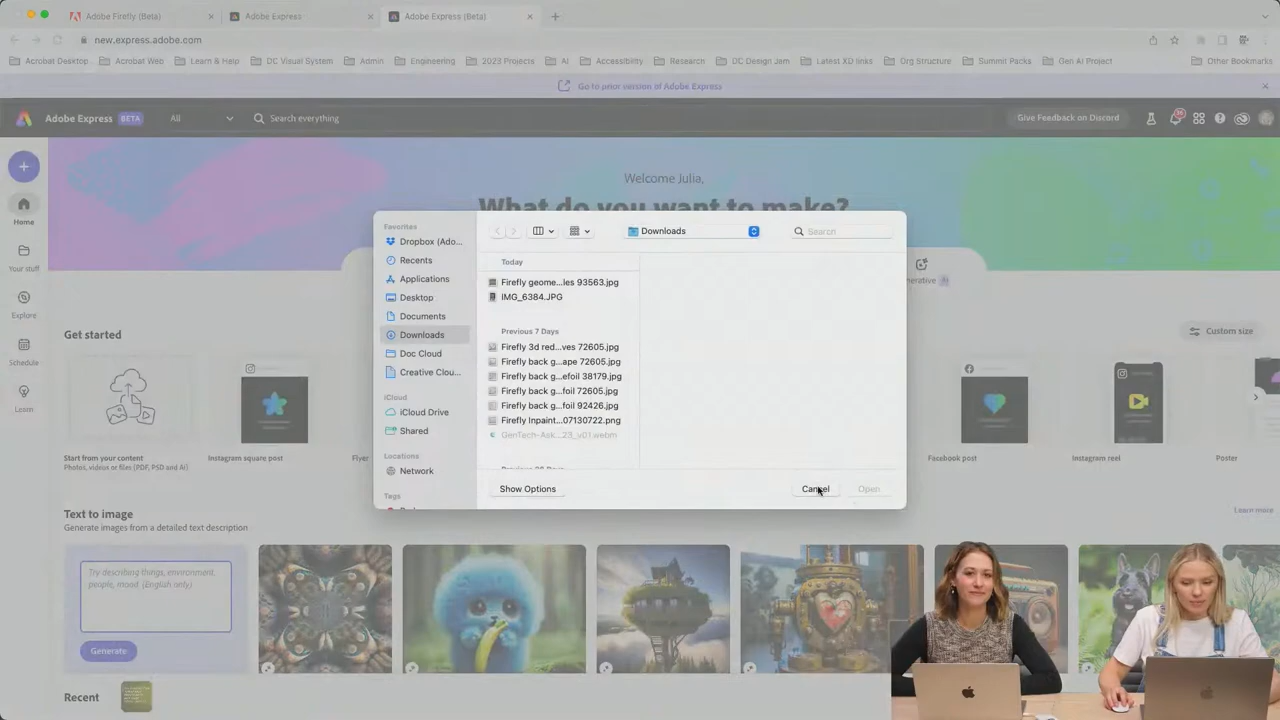 Adobe Firefly (Beta)
Adobe Express
Adobe Express (Beta)
new.express.adobe.com
Acrobat Desktop
Acrobat Web
Learn & Help
DC Visual System
Admin
Engineering
2023 Projects
AI
Accessibility
Research
DC Design Jam
Latest XD links
Org Structure
Summit Packs
Gen Ai Project
Other Bookmarks
Go to prior version of Adobe Express
Adobe Express BETA
All
Search everything
Give Feedback on Discord
Home
Your stuff
Explore
Schedule
Learn
Welcome Julia,
What do you want to make?
Favorites
Dropbox (Ado...
Recents
Applications
Desktop
Documents
Downloads
Doc Cloud
Creative Clou...
iCloud
iCloud Drive
Shared
Locations
Network
Tags
Downloads
Search
Today
Firefly geome...les 93563.jpg
IMG_6384.JPG
Previous 7 Days
Firefly 3d red...ves 72605.jpg
Firefly back g...ape 72605.jpg
Firefly back g...efoil 38179.jpg
Firefly back g...foil 72605.jpg
Firefly back g...foil 92426.jpg
Firefly Inpaint...07130722.png
GenTech-Ask...23_v01.webm
Show Options
Cancel
Open
Get started
Custom size
Start from your content
Photos, videos or files (PDF, PSD and Ai)
Instagram square post
Flyer
Facebook post
Instagram reel
Poster
Text to image
Generate images from a detailed text description
Learn more
Try describing things, environment,
people, mood. (English only)
Generate
Recent